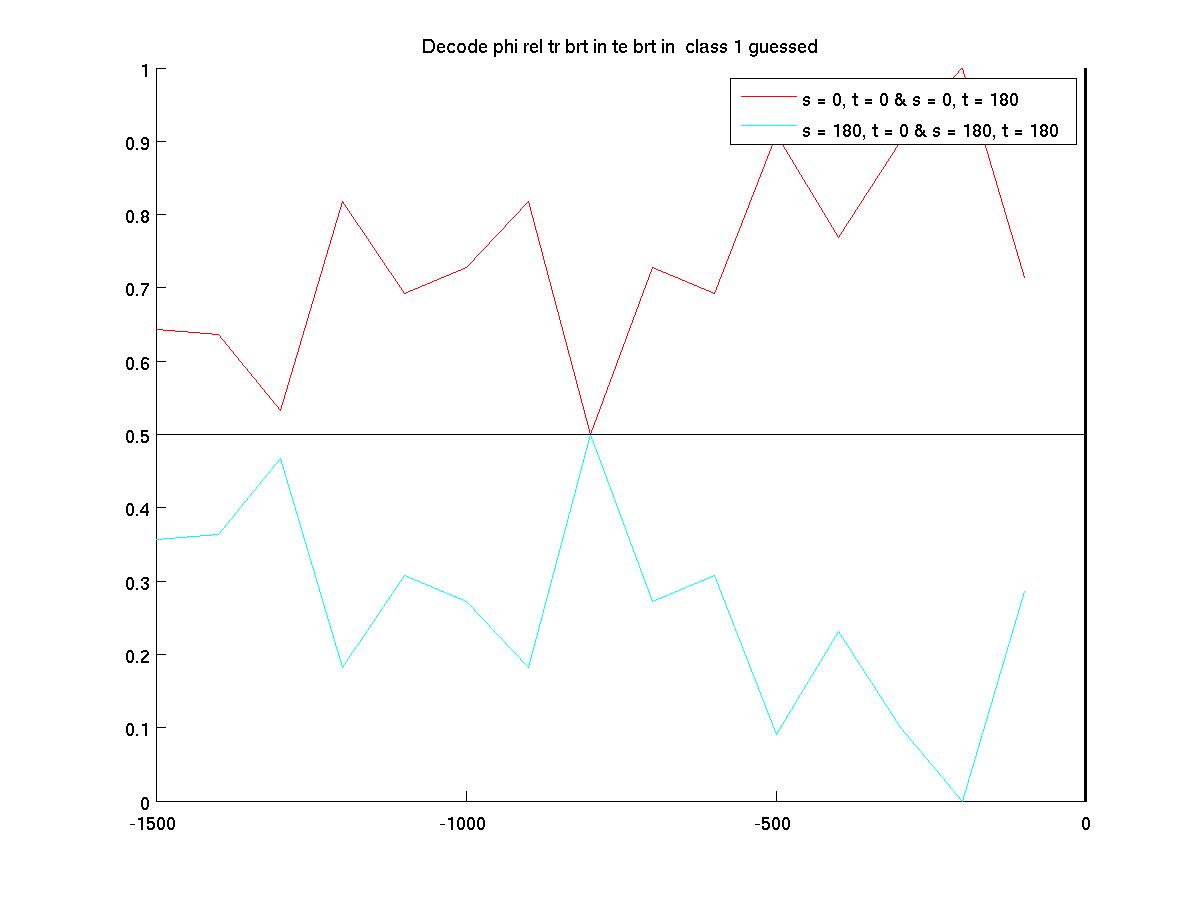 Decode phi rel tr brt in te brt in  class 1 guessed
s = 0, t = 0 & s = 0, t = 180
s = 180, t = 0 & s = 180, t = 180
1
0.9
0.8
0.7
0.6
0.5
0.4
0.3
0.2
0.1
0
-1500 -1000 -500 0